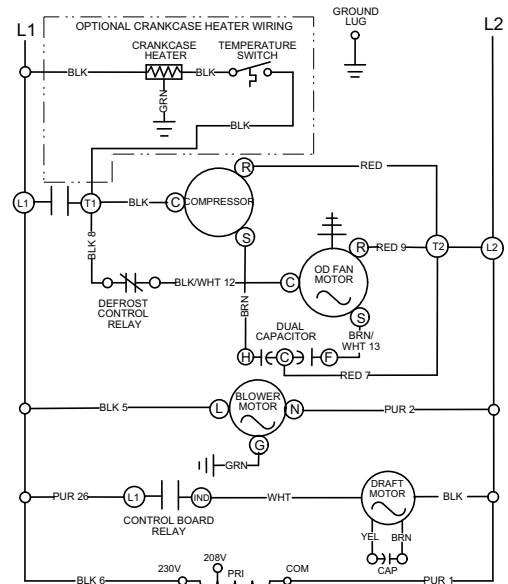 GROUND
LUG
L1
OPTIONAL CRANKCASE HEATER WIRING
L2
CRANKCASE
HEATER
TEMPERATURE
SWITCH
BLK
BLK
GRN
BLK
R
RED
L1
T1
BLK
C
COMPRESSOR
S
BLK 8
R
RED 9
T2
L2
OD FAN
MOTOR
BLK/WHT 12
C
DEFROST
CONTROL
RELAY
BRN
S
DUAL
CAPACITOR
BRN/
WHT 13
H
C
F
RED 7
BLOWER
MOTOR
BLK 5
L
N
PUR 2
G
GRN
DRAFT
MOTOR
PUR 26
L1
IND
WHT
BLK
CONTROL BOARD
RELAY
YEL
BRN
CAP
208V
230V
PRI
COM
BLK 6
PUR 1